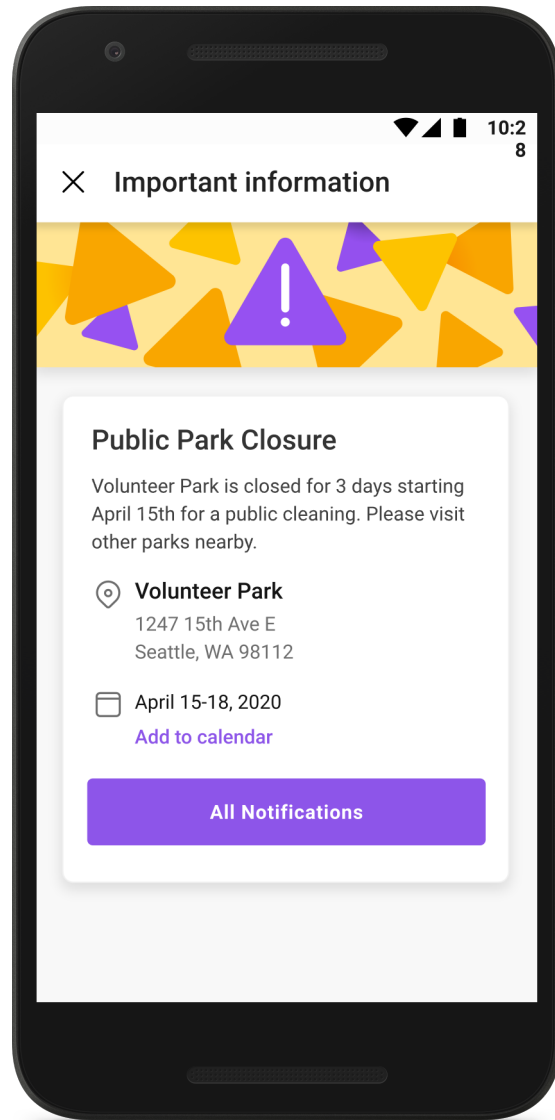 10:2
8
Important information
Public Park Closure
Volunteer Park is closed for 3 days starting
April 15th for a public cleaning. Please visit
other parks nearby.
Volunteer Park
1247 15th Ave E
Seattle, WA 98112
April 15-18, 2020
Add to calendar
All Notifications